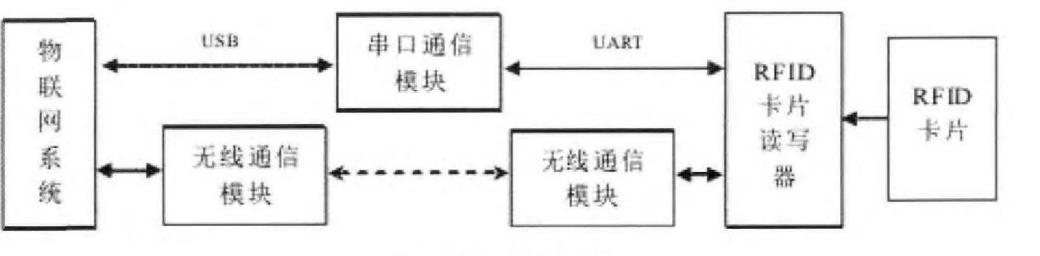 物
联
网
系
统
USB
串口通信
模块
UART
无线通信
模块
无线通信
模块
RFID
卡片
读写
器
RFID
卡片